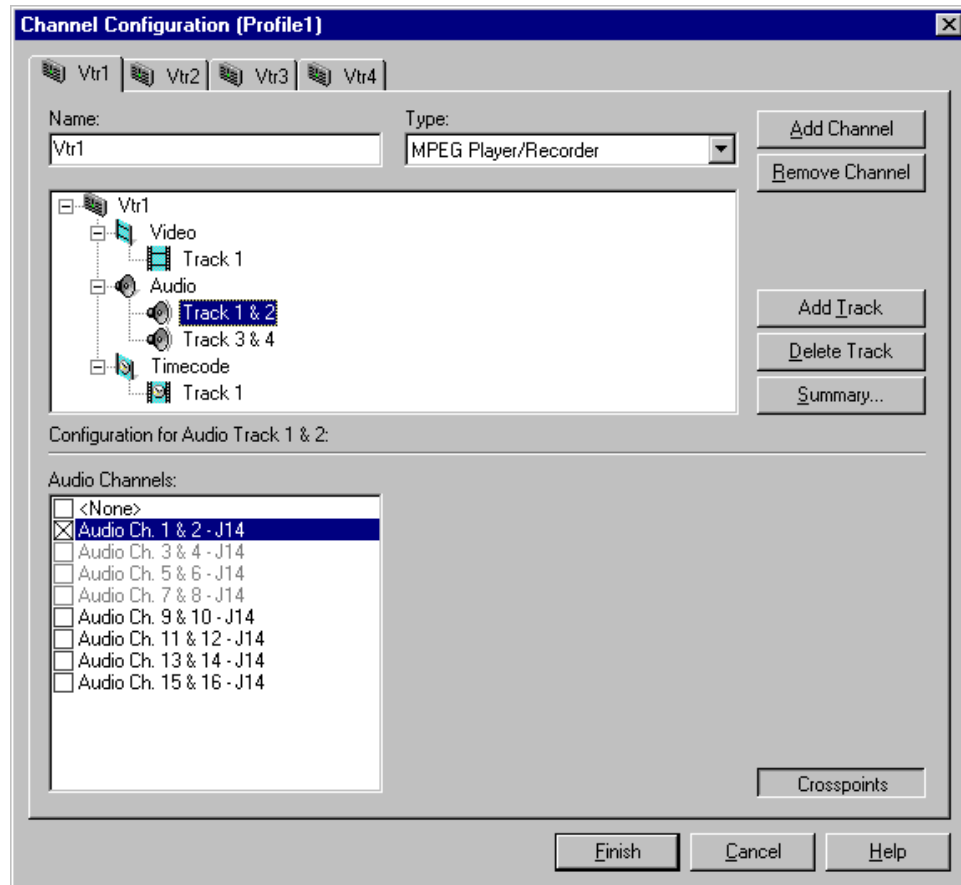 Channel Configuration (Profile1)
Vtr1 Vtr2 Vtr3 Vtr4
Name: Type:
Vtr1 MPEG Player/Recorder
Add Channel
Remove Channel
Vtr1
Video
Track 1
Audio
Track 1 & 2
Track 3 & 4
Timecode
Track 1
Add Track
Delete Track
Summary...
Configuration for Audio Track 1 & 2:
Audio Channels:
<None>
Audio Ch. 1 & 2 - J14
Audio Ch. 3 & 4 - J14
Audio Ch. 5 & 6 - J14
Audio Ch. 7 & 8 - J14
Audio Ch. 9 & 10 - J14
Audio Ch. 11 & 12 - J14
Audio Ch. 13 & 14 - J14
Audio Ch. 15 & 16 - J14
Crosspoints
Finish Cancel Help